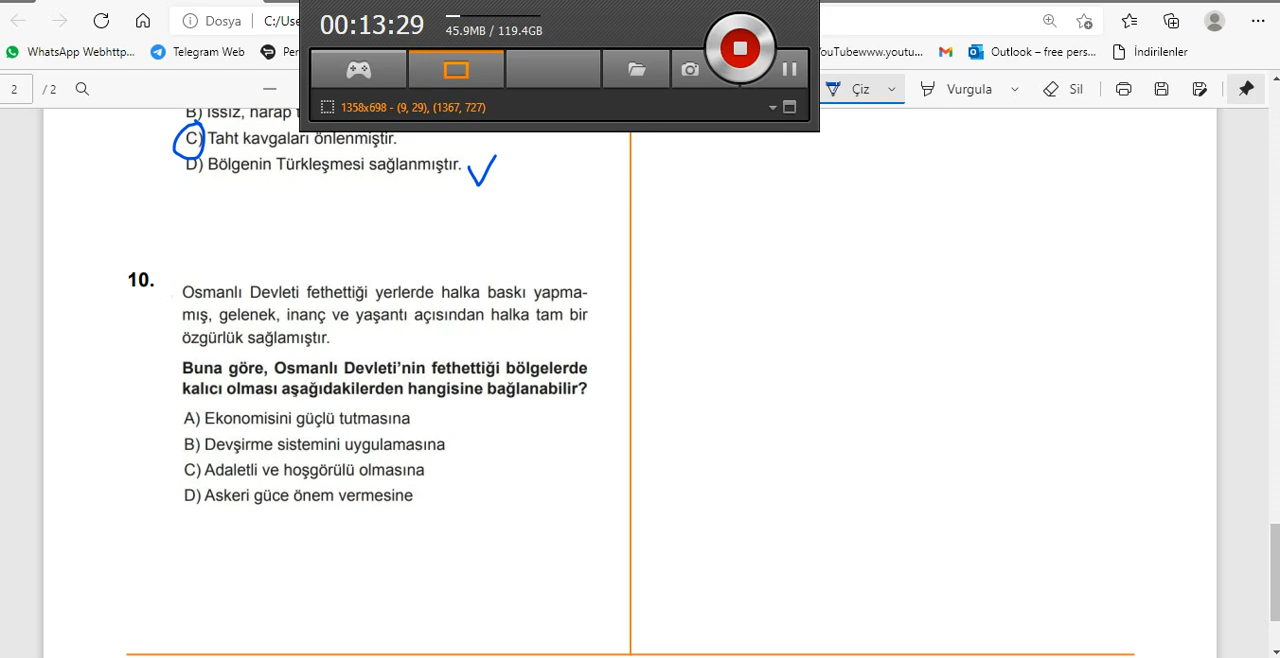 00:13:29
45.9MB / 119.4GB
1358x698 - (9, 29), (1367, 727)
Dosya
C:/Use
WhatsApp Webhttp...
Telegram Web
Per
YouTubewww.youtu...
Outlook – free pers...
İndirilenler
2 / 2
Çiz
Vurgula
Sil
B) Issız, harap
C) Taht kavgaları önlenmiştir.
D) Bölgenin Türkleşmesi sağlanmıştır.
10.
Osmanlı Devleti fethettiği yerlerde halka baskı yapma-
mış, gelenek, inanç ve yaşantı açısından halka tam bir
özgürlük sağlamıştır.
Buna göre, Osmanlı Devleti’nin fethettiği bölgelerde
kalıcı olması aşağıdakilerden hangisine bağlanabilir?
A) Ekonomisini güçlü tutmasına
B) Devşirme sistemini uygulamasına
C) Adaletli ve hoşgörülü olmasına
D) Askeri güce önem vermesine